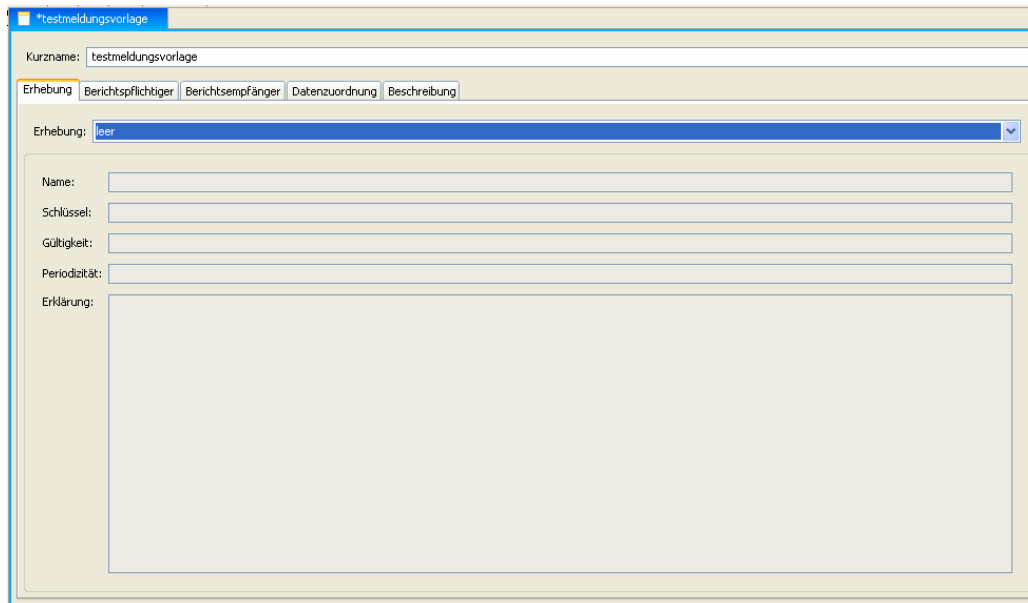 *testmeldungsvorlage
Kurzname: testmeldungsvorlage
Erhebung Berichtspflichtiger Berichtsempfänger Datenzuordnung Beschreibung
Erhebung: leer
Name:
Schlüssel:
Gültigkeit:
Periodizität:
Erklärung: